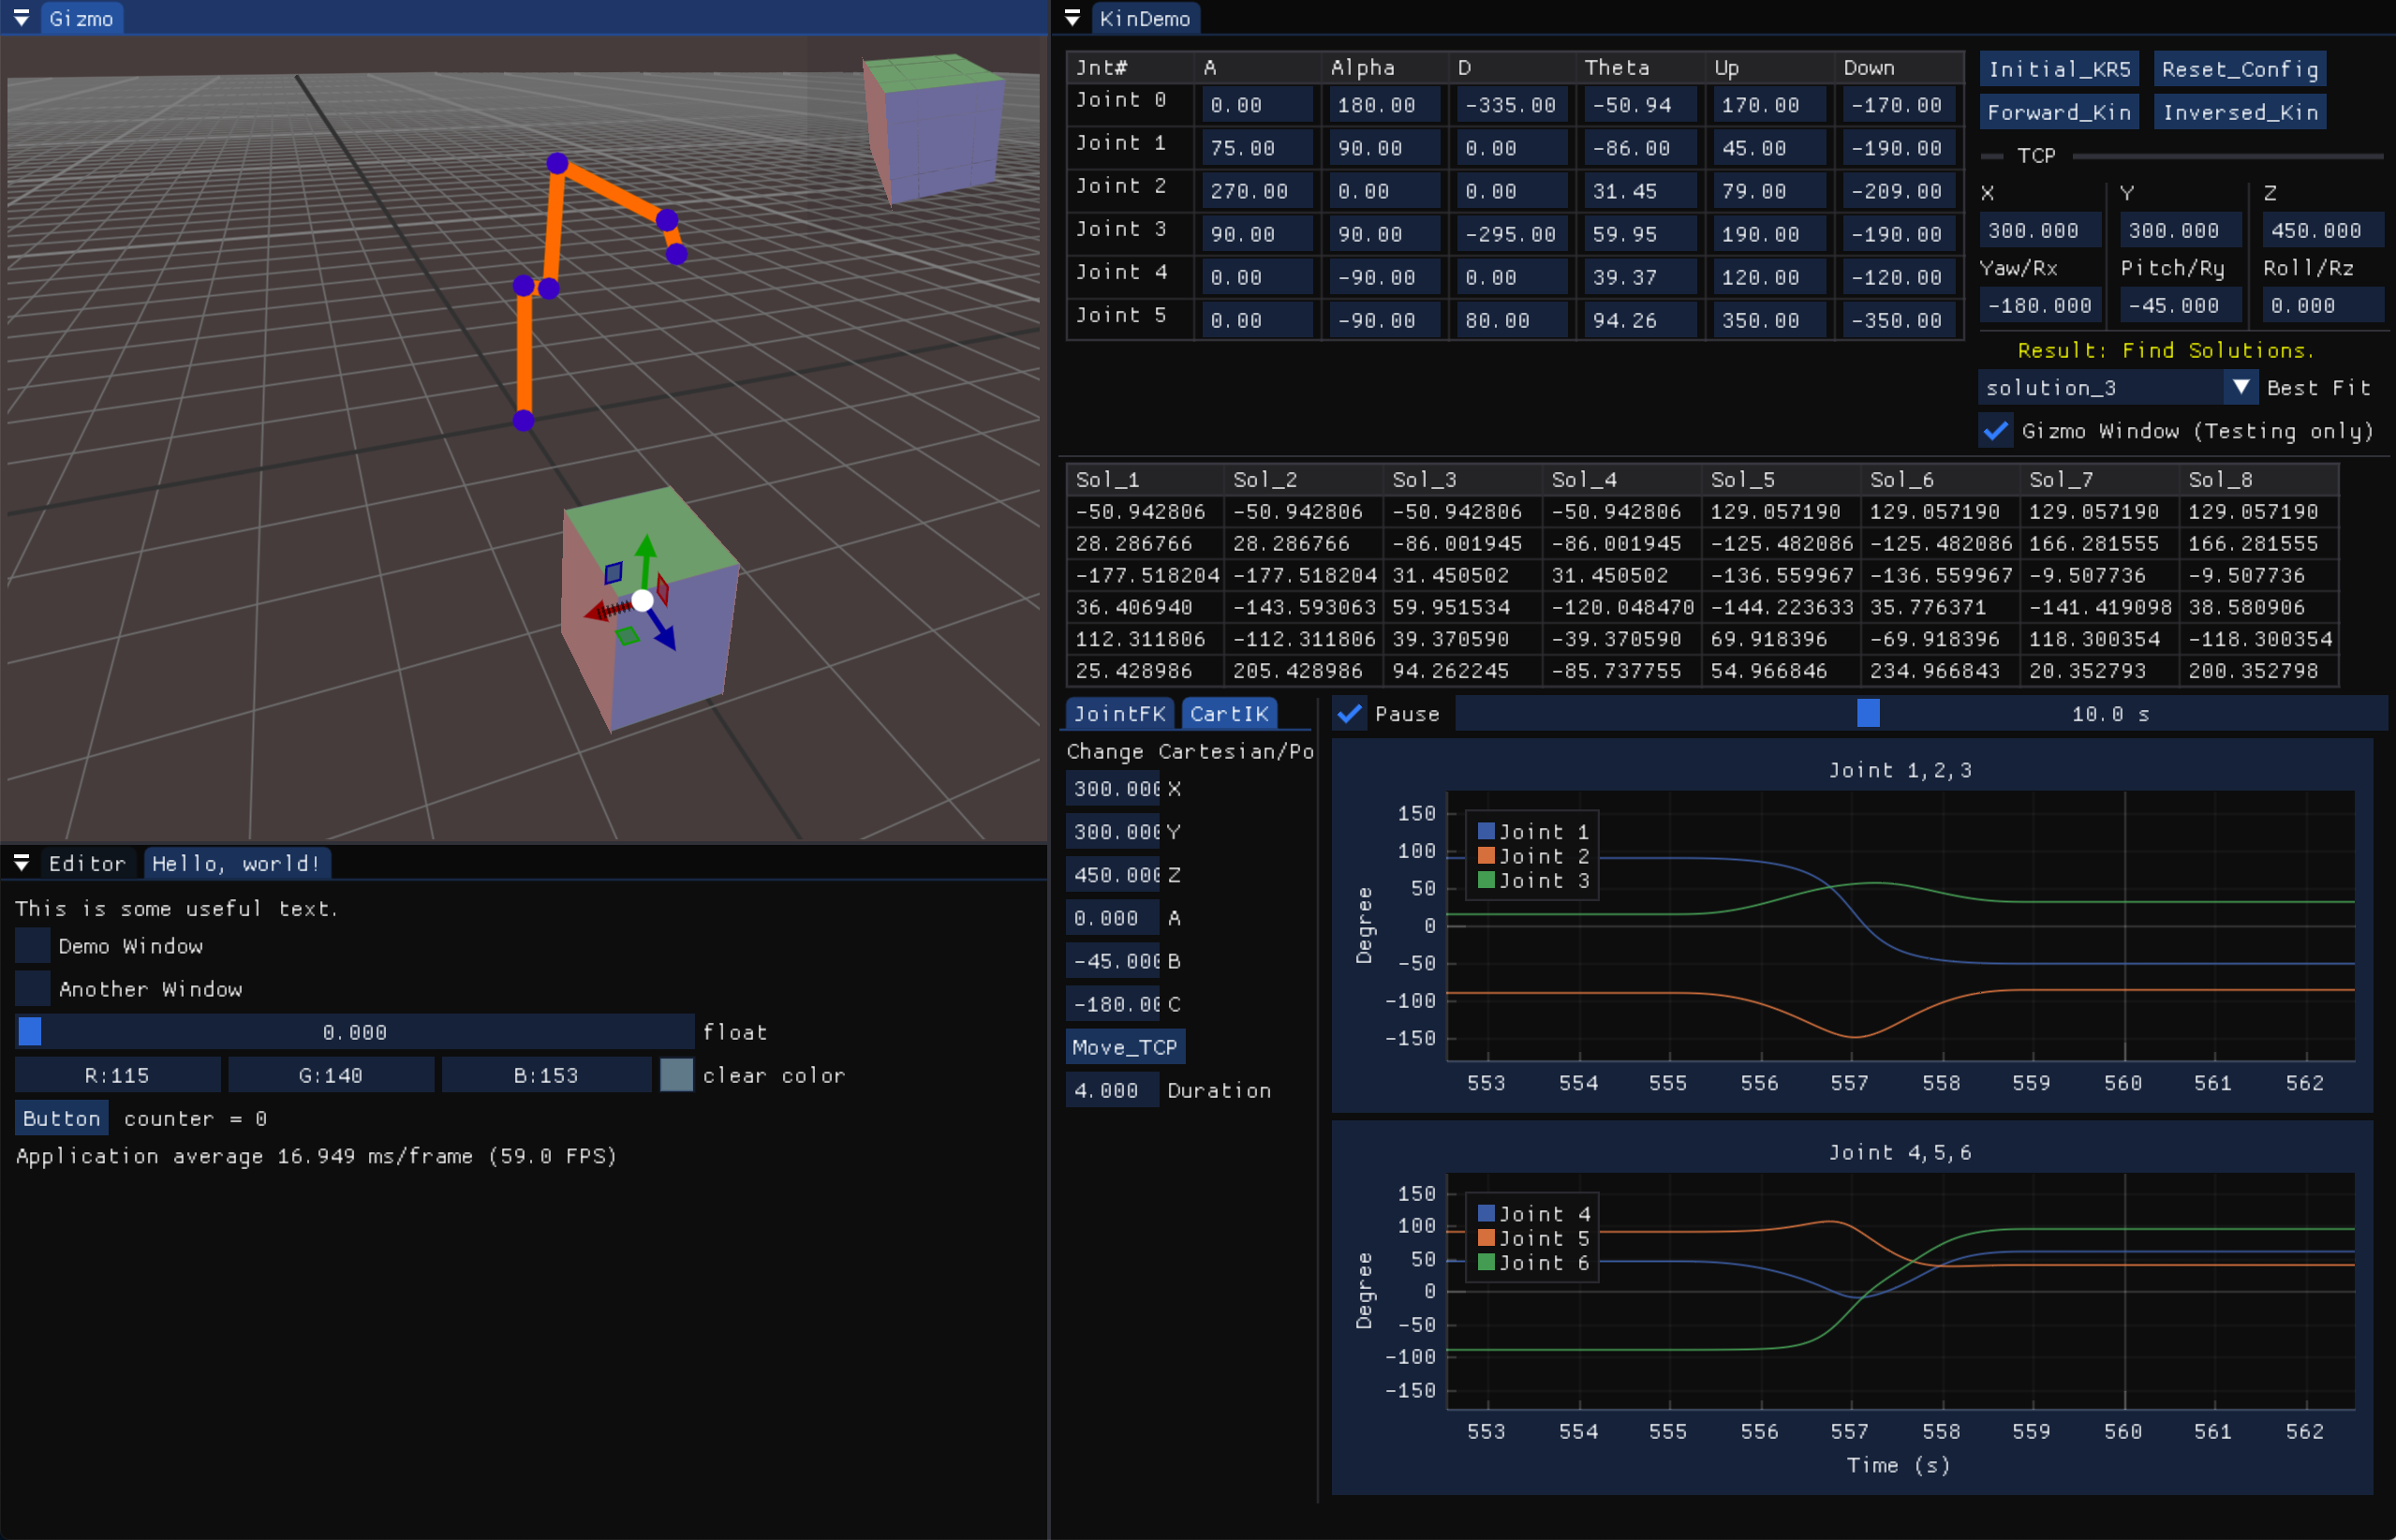 Gizmo
KinDemo
Jnt# A Alpha D Theta Up Down
Joint 0 0.00 180.00 -335.00 -50.94 170.00 -170.00
Joint 1 75.00 90.00 0.00 -86.00 45.00 -190.00
Joint 2 270.00 0.00 0.00 31.45 79.00 -209.00
Joint 3 90.00 90.00 -295.00 59.95 190.00 -190.00
Joint 4 0.00 -90.00 0.00 39.37 120.00 -120.00
Joint 5 0.00 -90.00 80.00 94.26 350.00 -350.00
Initial_KR5 Reset_Config
Forward_Kin Inversed_Kin
TCP
X Y Z
300.000 300.000 450.000
Yaw/Rx Pitch/Ry Roll/Rz
-180.000 -45.000 0.000
Result: Find Solutions.
solution_3 Best Fit
Gizmo Window (Testing only)
Sol_1 Sol_2 Sol_3 Sol_4 Sol_5 Sol_6 Sol_7 Sol_8
-50.942806 -50.942806 -50.942806 -50.942806 129.057190 129.057190 129.057190 129.057190
28.286766 28.286766 -86.001945 -86.001945 -125.482086 -125.482086 166.281555 166.281555
-177.518204 -177.518204 31.450502 31.450502 -136.559967 -136.559967 -9.507736 -9.507736
36.406940 -143.593063 59.951534 -120.048470 -144.223633 35.776371 -141.419098 38.580906
112.311806 -112.311806 39.370590 -39.370590 69.918396 -69.918396 118.300354 -118.300354
25.428986 205.428986 94.262245 -85.737755 54.966846 234.966843 20.352793 200.352798
JointFK CartIK
Change Cartesian/Po
300.000 X
300.000 Y
450.000 Z
0.000 A
-45.000 B
-180.00 C
Move_TCP
4.000 Duration
Pause 10.0 s
Joint 1,2,3
Joint 1
Joint 2
Joint 3
Degree
150
100
50
0
-50
-100
-150
553 554 555 556 557 558 559 560 561 562
Joint 4,5,6
Joint 4
Joint 5
Joint 6
Degree
150
100
50
0
-50
-100
-150
553 554 555 556 557 558 559 560 561 562
Time (s)
Editor Hello, world!
This is some useful text.
Demo Window
Another Window
0.000 float
R:115 G:140 B:153 clear color
Button counter = 0
Application average 16.949 ms/frame (59.0 FPS)